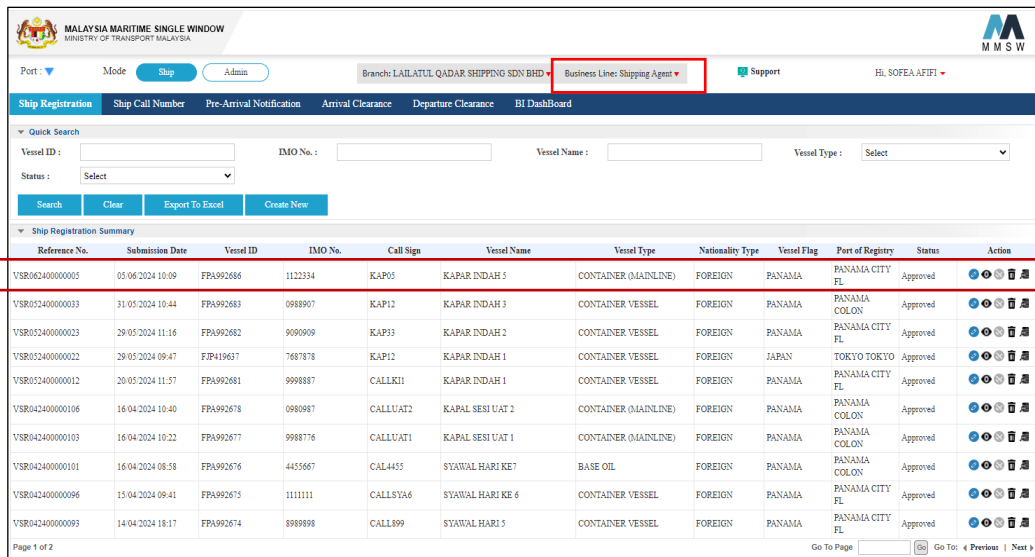 MALAYSIA MARITIME SINGLE WINDOW
MINISTRY OF TRANSPORT MALAYSIA
MMSW
Port : Mode Ship Admin Branch: LAILATUL QADAR SHIPPING SDN BHD Business Line: Shipping Agent Support Hi, SOFEA AFIFI
Ship Registration Ship Call Number Pre-Arrival Notification Arrival Clearance Departure Clearance BI DashBoard
Quick Search
Vessel ID : IMO No. : Vessel Name : Vessel Type : Select
Status : Select
Search Clear Export To Excel Create New
Ship Registration Summary
Reference No. Submission Date Vessel ID IMO No. Call Sign Vessel Name Vessel Type Nationality Type Vessel Flag Port of Registry Status Action
VSR062400000005 05/06/2024 10:09 FPA992686 1122334 KAP05 KAPAR INDAH 5 CONTAINER (MAINLINE) FOREIGN PANAMA PANAMA CITY FL Approved
VSR052400000033 31/05/2024 10:44 FPA992683 0988907 KAP12 KAPAR INDAH 3 CONTAINER VESSEL FOREIGN PANAMA PANAMA COLON Approved
VSR052400000023 29/05/2024 11:16 FPA992682 9090909 KAP33 KAPAR INDAH 2 CONTAINER VESSEL FOREIGN PANAMA PANAMA CITY FL Approved
VSR052400000022 29/05/2024 09:47 FJP419637 7687878 KAP12 KAPAR INDAH 1 CONTAINER VESSEL FOREIGN JAPAN TOKYO TOKYO Approved
VSR052400000012 20/05/2024 11:57 FPA992681 9998887 CALLKI1 KAPAR INDAH 1 CONTAINER VESSEL FOREIGN PANAMA PANAMA CITY FL Approved
VSR042400000106 16/04/2024 10:40 FPA992678 0980987 CALLUAT2 KAPAL SESI UAT 2 CONTAINER (MAINLINE) FOREIGN PANAMA PANAMA COLON Approved
VSR042400000103 16/04/2024 10:22 FPA992677 9988776 CALLUAT1 KAPAL SESI UAT 1 CONTAINER (MAINLINE) FOREIGN PANAMA PANAMA COLON Approved
VSR042400000101 16/04/2024 08:58 FPA992676 4455667 CAL4455 SYAWAL HARI KE7 BASE OIL FOREIGN PANAMA PANAMA COLON Approved
VSR042400000096 15/04/2024 09:41 FPA992675 1111111 CALLSYA6 SYAWAL HARI KE 6 CONTAINER VESSEL FOREIGN PANAMA PANAMA CITY FL Approved
VSR042400000093 14/04/2024 18:17 FPA992674 8989898 CALL899 SYAWAL HARI 5 CONTAINER VESSEL FOREIGN PANAMA PANAMA CITY FL Approved
Page 1 of 2 Go To Page Go Go To: Previous | Next